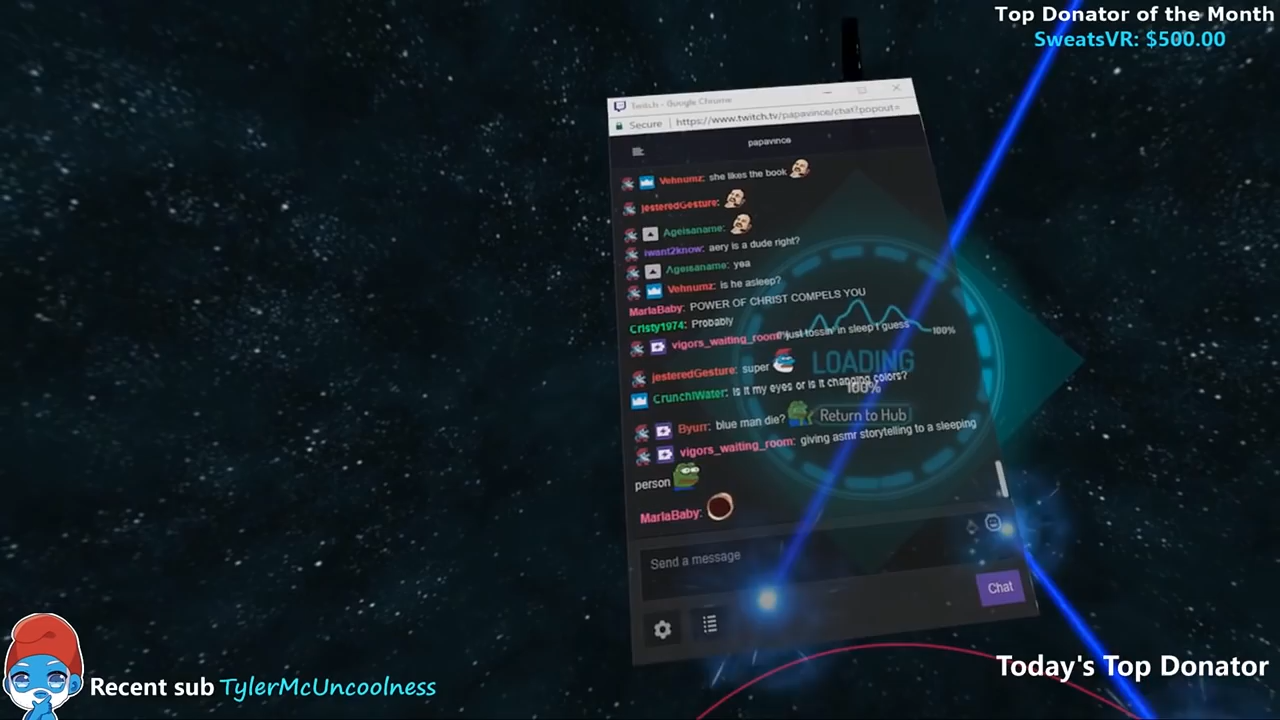 Top Donator of the Month
SweatsVR: $500.00
Twitch - Google Chrome
Secure | https://www.twitch.tv/papavince/chat?popout=
papavince
Vehnumz: she likes the book
jesteredGesture:
Ageisaname:
iwant2know: aery is a dude right?
Ageisaname: yea
Vehnumz: is he asleep?
MarlaBaby: POWER OF CHRIST COMPELS YOU
Cristy1974: Probably
vigors_waiting_room: just tossin' in sleep I guess
100%
jesteredGesture: super
LOADING
CrunchiWater: Is it my eyes or is it changing colors?
100%
Byurr: blue man die?
Return to Hub
vigors_waiting_room: giving asmr storytelling to a sleeping
person
MarlaBaby:
Send a message
Chat
Today's Top Donator
Recent sub TylerMcUncoolness